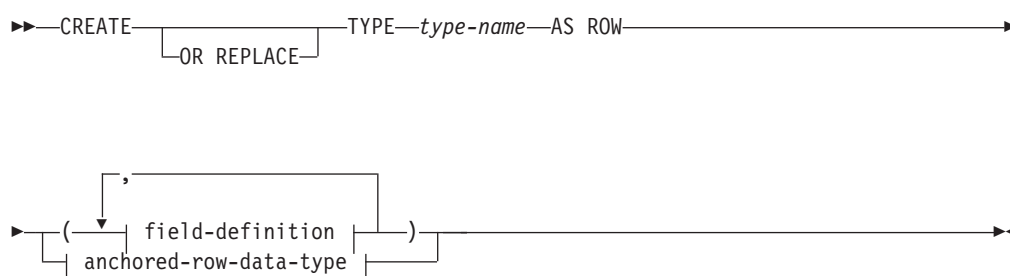 CREATE TYPE type-name AS ROW
OR REPLACE
,
( field-definition )
anchored-row-data-type